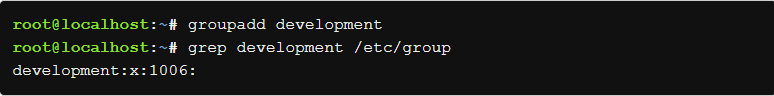 root@localhost:~# groupadd development
root@localhost:~# grep development /etc/group
development:x:1006: